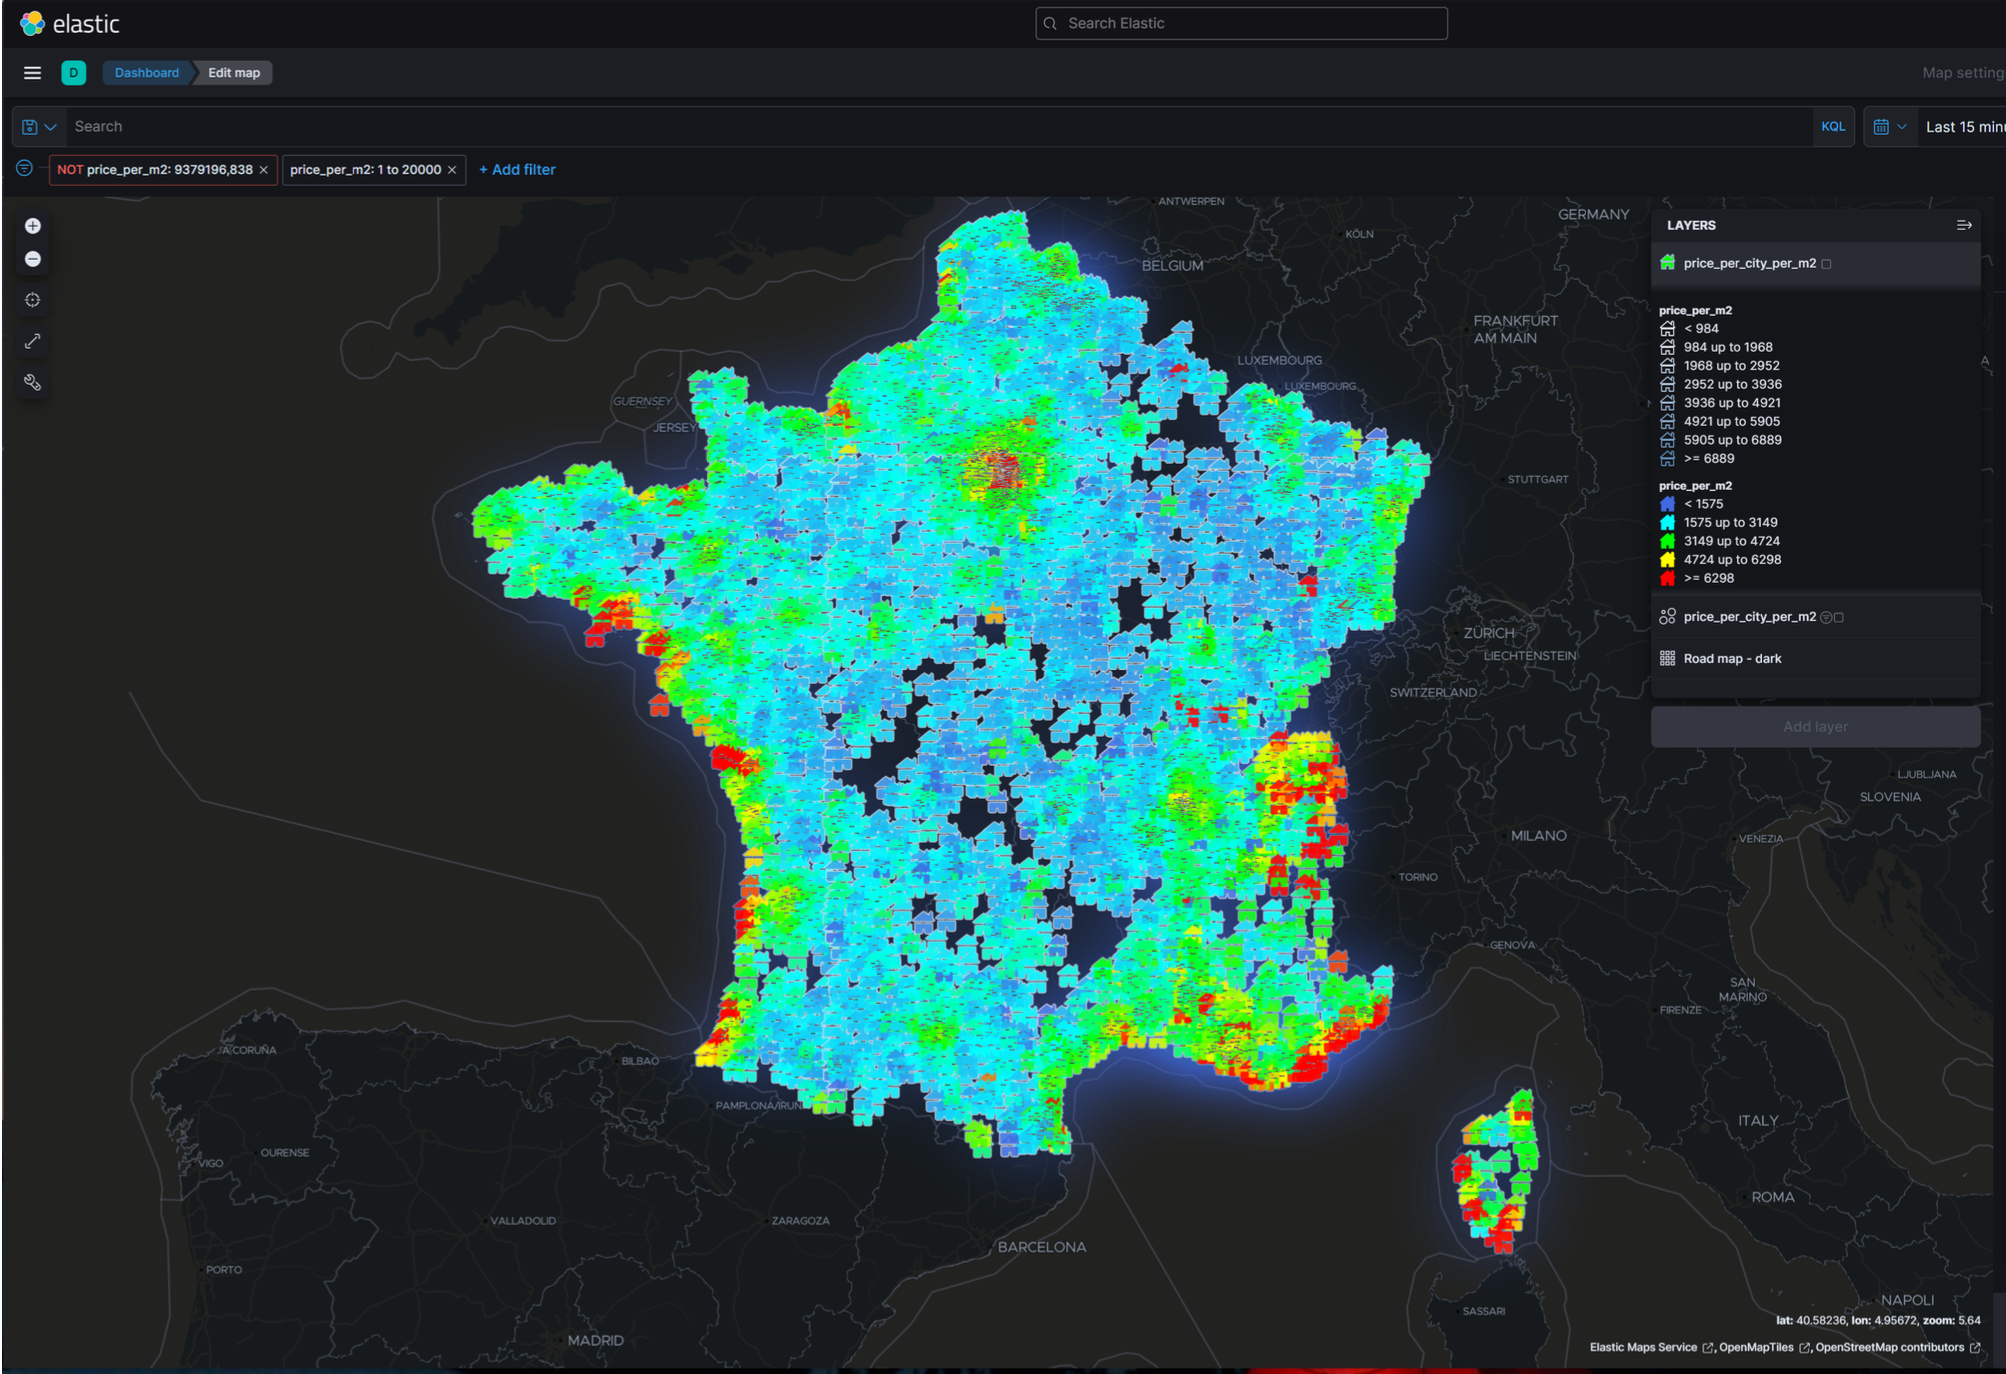 elastic
Search Elastic
D
Dashboard
Edit map
Map setting
Search
KQL
Last 15 minu
NOT price_per_m2: 9379196,838 ×
price_per_m2: 1 to 20000 ×
+ Add filter
LAYERS
price_per_city_per_m2
price_per_m2
< 984
984 up to 1968
1968 up to 2952
2952 up to 3936
3936 up to 4921
4921 up to 5905
5905 up to 6889
>= 6889
price_per_m2
< 1575
1575 up to 3149
3149 up to 4724
4724 up to 6298
>= 6298
price_per_city_per_m2
Road map - dark
Add layer
ANTWERPEN
GERMANY
KÖLN
BELGIUM
FRANKFURT
AM MAIN
LUXEMBOURG
LUXEMBOURG
GUERNSEY
JERSEY
STUTTGART
ZÜRICH
LIECHTENSTEIN
SWITZERLAND
LJUBLJANA
SLOVENIA
MILANO
VENEZIA
TORINO
GENOVA
SAN
MARINO
FIRENZE
A CORUÑA
BILBAO
PAMPLONA/IRUN
ITALY
OURENSE
VIGO
ROMA
VALLADOLID
ZARAGOZA
BARCELONA
PORTO
NAPOLI
SASSARI
MADRID
lat: 40.58236, lon: 4.95672, zoom: 5.64
Elastic Maps Service , OpenMapTiles , OpenStreetMap contributors